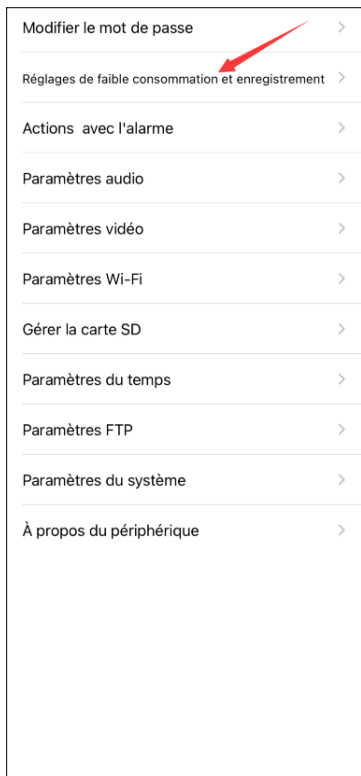 Modifier le mot de passe
Réglages de faible consommation et enregistrement
Actions  avec l'alarme
Paramètres audio
Paramètres vidéo
Paramètres Wi-Fi
Gérer la carte SD
Paramètres du temps
Paramètres FTP
Paramètres du système
À propos du périphérique